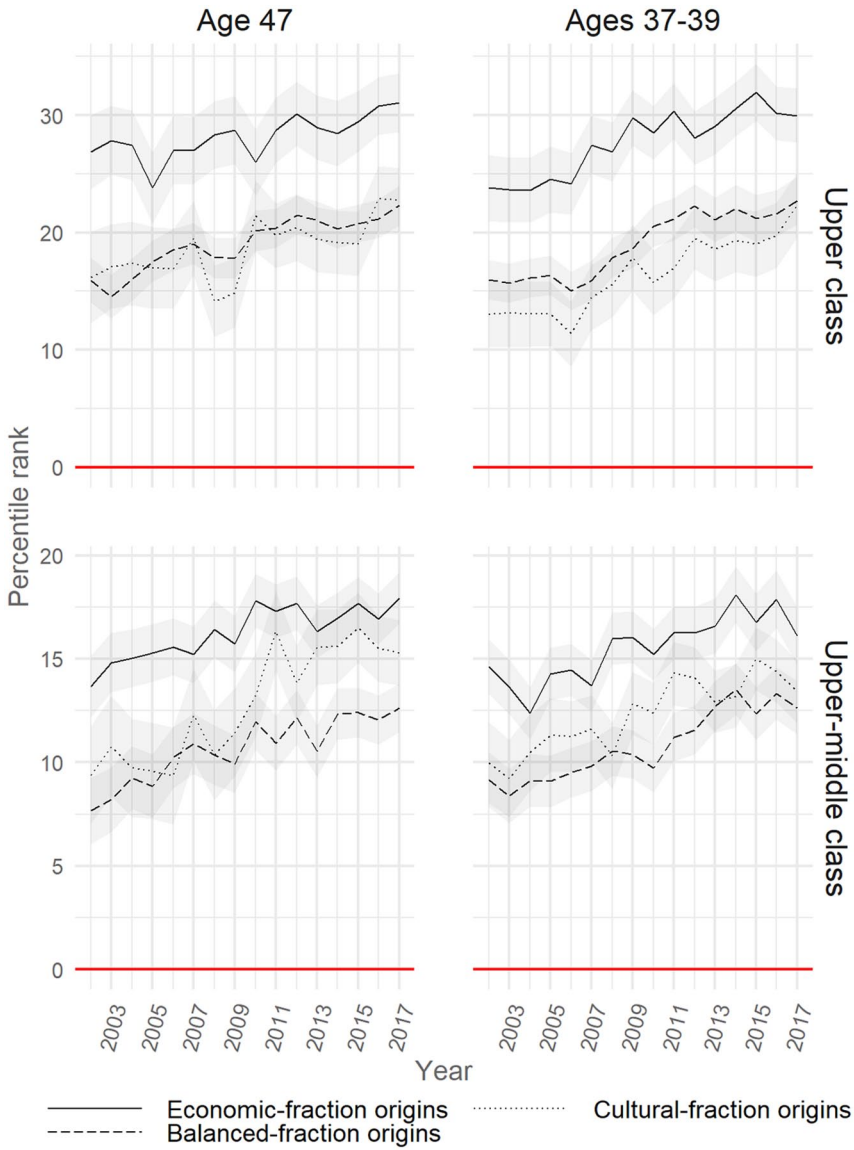 Age 47
Ages 37-39
30
20
10
0
Upper class
Percentile rank
20
15
10
5
0
Upper-middle class
2003 2005 2007 2009 2011 2013 2015 2017
2003 2005 2007 2009 2011 2013 2015 2017
Year
Economic-fraction origins
Cultural-fraction origins
Balanced-fraction origins